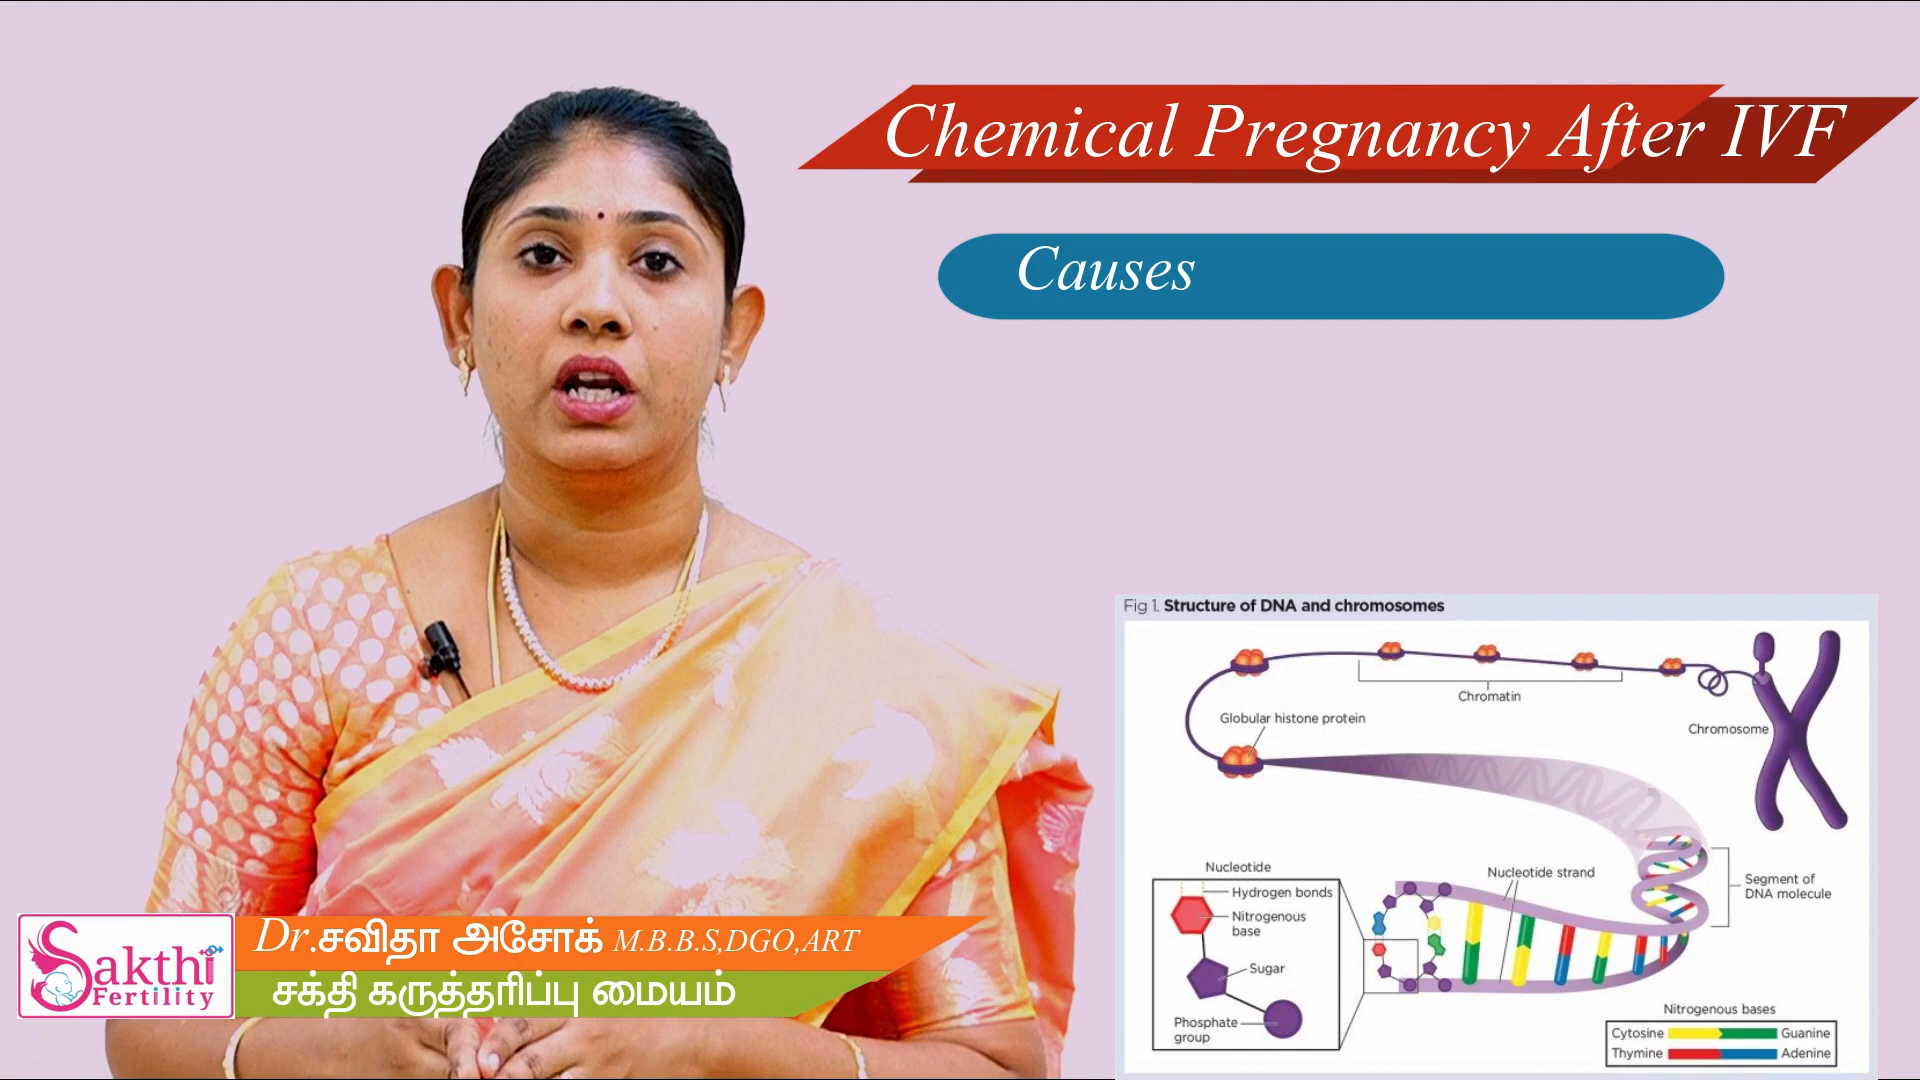 Chemical Pregnancy After IVF
Causes
Fig 1. Structure of DNA and chromosomes
Chromatin
Globular histone protein
Chromosome
Nucleotide
Hydrogen bonds
Nitrogenous
base
Sugar
Phosphate
group
Nucleotide strand
Segment of
DNA molecule
Nitrogenous bases
Cytosine Guanine
Thymine Adenine
Sakthi
Fertility
Dr.சவிதா அசோக் M.B.B.S,DGO,ART
சக்தி கருத்தரிப்பு மையம்